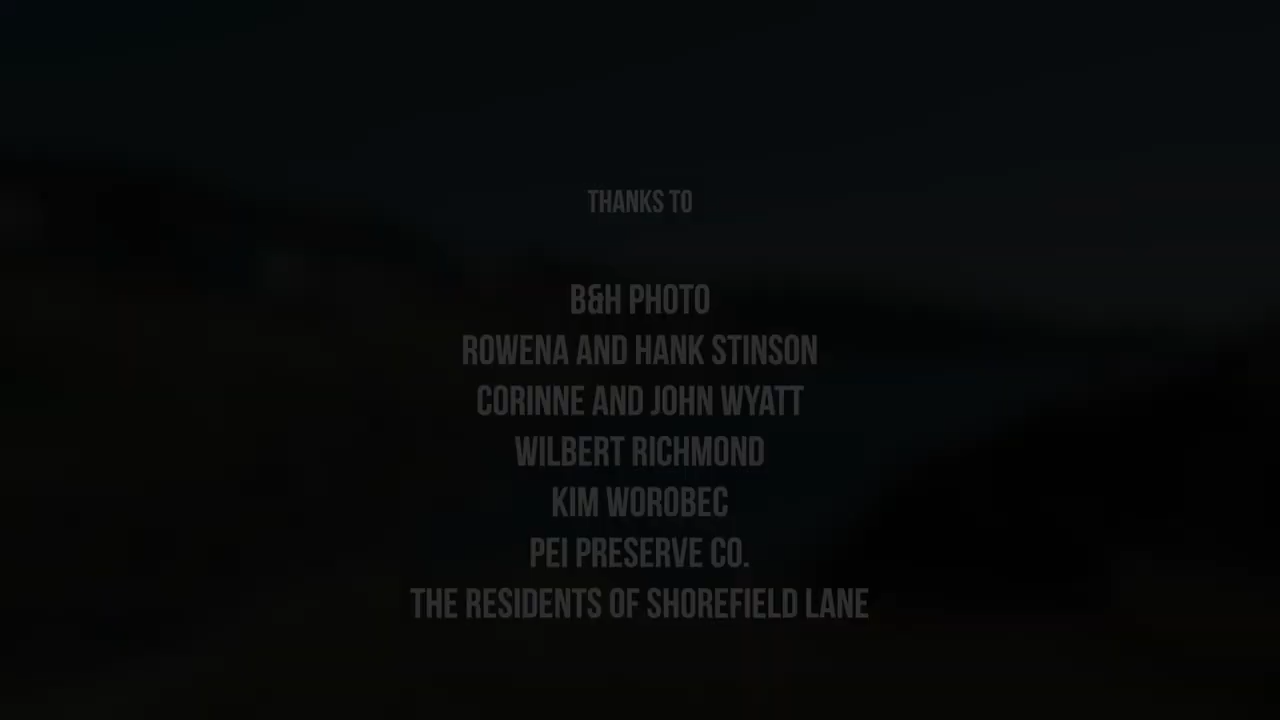 THANKS TO
B&H PHOTO
ROWENA AND HANK STINSON
CORINNE AND JOHN WYATT
WILBERT RICHMOND
KIM WOROBEC
PEI PRESERVE CO.
THE RESIDENTS OF SHOREFIELD LANE